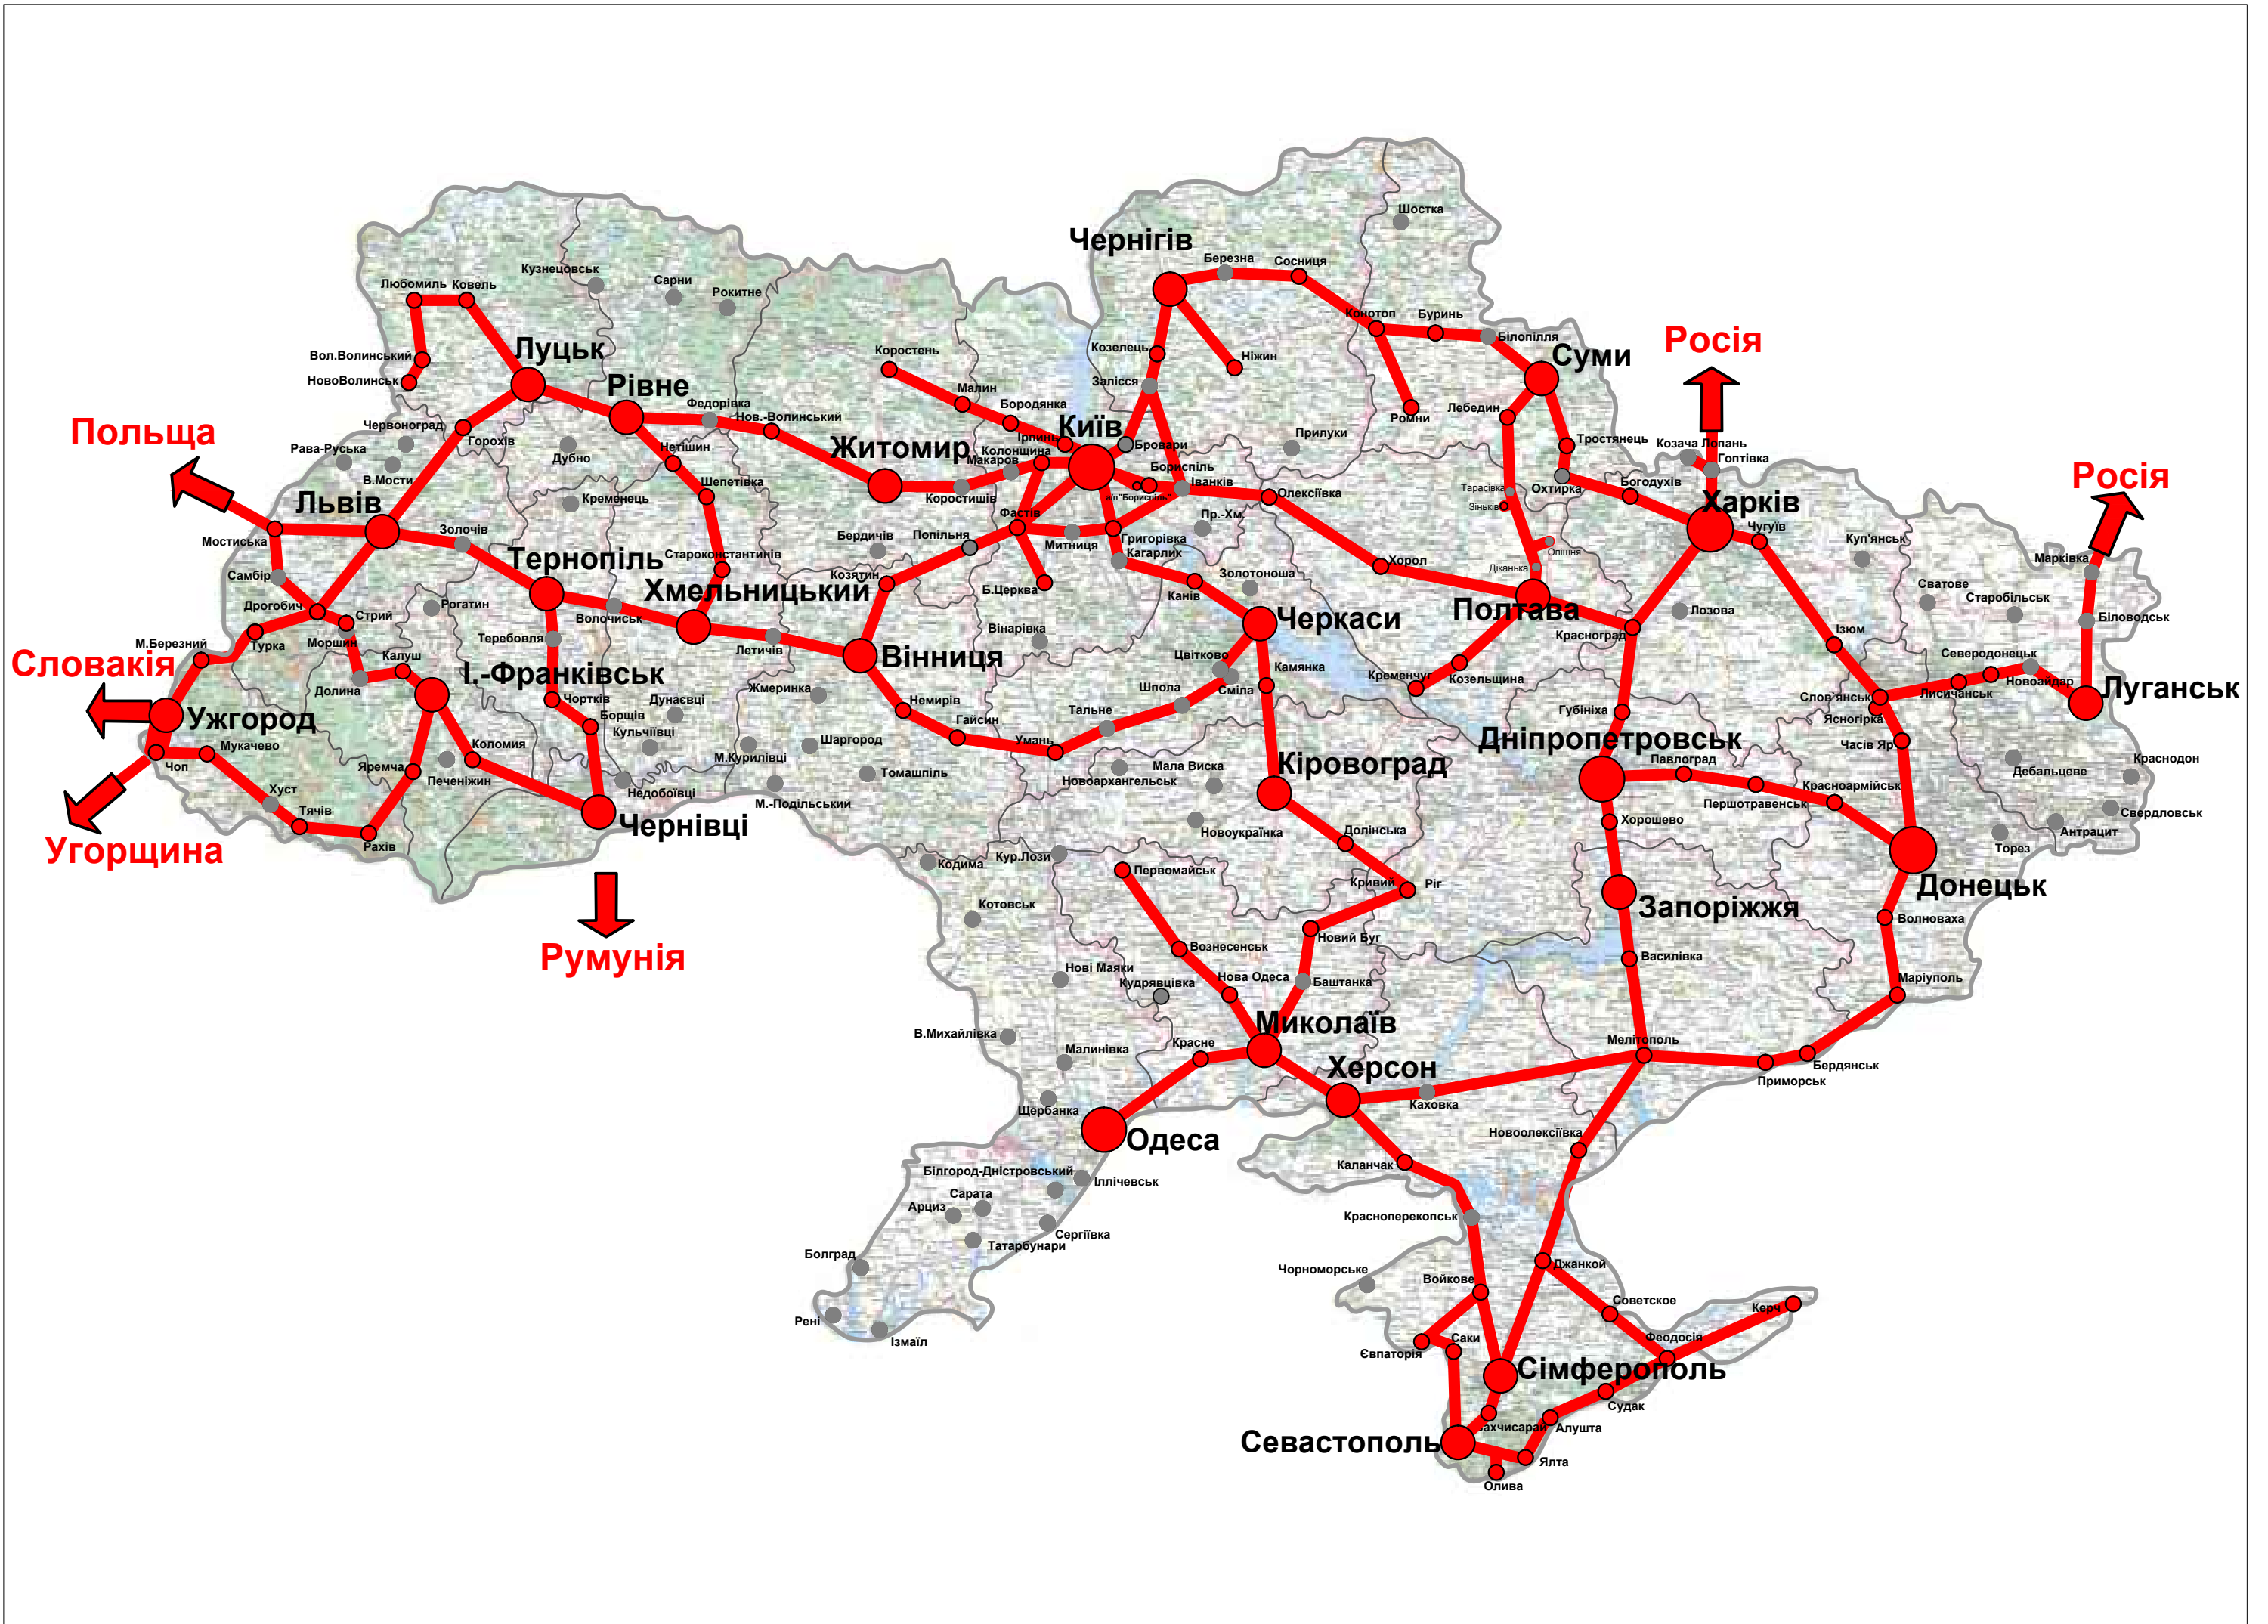 Шостка
Чернігів
Березна
Сосниця
Кузнецовськ
Сарни
Рокитне
Любомиль
Ковель
Конотоп
Буринь
Білопілля
Росія
Луцьк
Вол.Волинський
НовоВолинськ
Коростень
Козелець
Ніжин
Суми
Рівне
Малин
Залісся
Федорівка
Нов.-Волинський
Бородянка
Київ
Ромни
Лебедин
Польща
Червоноград
Горохів
Рава-Руська
В.Мости
Дубно
Нетішин
Житомир
Ірпинь
Колонщина
Макаров
Бровари
Прилуки
Тростянець
Козача Лопань
Гоптівка
Росія
Шепетівка
Коростишів
Бориспіль
Іванків
в/п"Бориспіль"
Олексіївка
Тарасівка
Зіньків
Охтирка
Богодухів
Харків
Чугуїв
Львів
Кременець
Мостиська
Золочів
Фастів
Митниця
Григорівка
Кагарлик
Пр.-Хм.
Бердичів
Попільня
Староконстантинів
Тернопіль
Хмельницький
Козятин
Б.Церква
Канів
Золотоноша
Хорол
Опішня
Діканька
Куп'янськ
Марківка
Сватове
Старобільськ
Біловодськ
Самбір
Дрогобич
Стрий
Рогатин
Волочиськ
Теребовля
Летичів
Вінниця
Вінарівка
Черкаси
Полтава
Лозова
Красноград
Ізюм
М.Березний
Турка
Моршин
Калуш
Словакія
Долина
І.-Франківськ
Цвітково
Сміла
Камянка
Шпола
Тальне
Кременчуг
Козельщина
Северодонецьк
Новоайдар
Лисичанськ
Луганськ
Слов'янськ
Ясногірка
Часів Яр
Ужгород
Чортків
Борщів
Дунаєвці
Кульчіївці
Жмеринка
Немирів
Гайсин
Умань
Губініха
Дніпропетровськ
Чоп
Мукачево
Коломия
Яремча
Печеніжин
М.Курилівці
Шаргород
Томашпіль
Новоархангельськ
Мала Виска
Кіровоград
Павлоград
Першотравенськ
Красноармійськ
Дебальцеве
Краснодон
Хуст
Тячів
Рахів
Недобоївці
Чернівці
М.-Подільський
Новоукраїнка
Долінська
Хорошево
Свердловськ
Антрацит
Торез
Угорщина
Кодима
Кур.Лози
Первомайськ
Кривий Ріг
Донецьк
Запоріжжя
Румунія
Котовськ
Вознесенськ
Новий Буг
Волноваха
Василівка
Нові Маяки
Кудрявцівка
Нова Одеса
Баштанка
Маріуполь
В.Михайлівка
Малинівка
Красне
Миколаїв
Херсон
Мелітополь
Бердянськ
Приморськ
Щербанка
Каховка
Одеса
Новоолексіївка
Каланчак
Білгород-Дністровський
Іллічевськ
Сарата
Арциз
Сергіївка
Татарбунари
Красноперекопськ
Болград
Рені
Ізмаїл
Чорноморське
Войкове
Джанкой
Советское
Керч
Феодосія
Євпаторія
Саки
Сімферополь
Судак
Бахчисарай
Алушта
Севастополь
Ялта
Олива